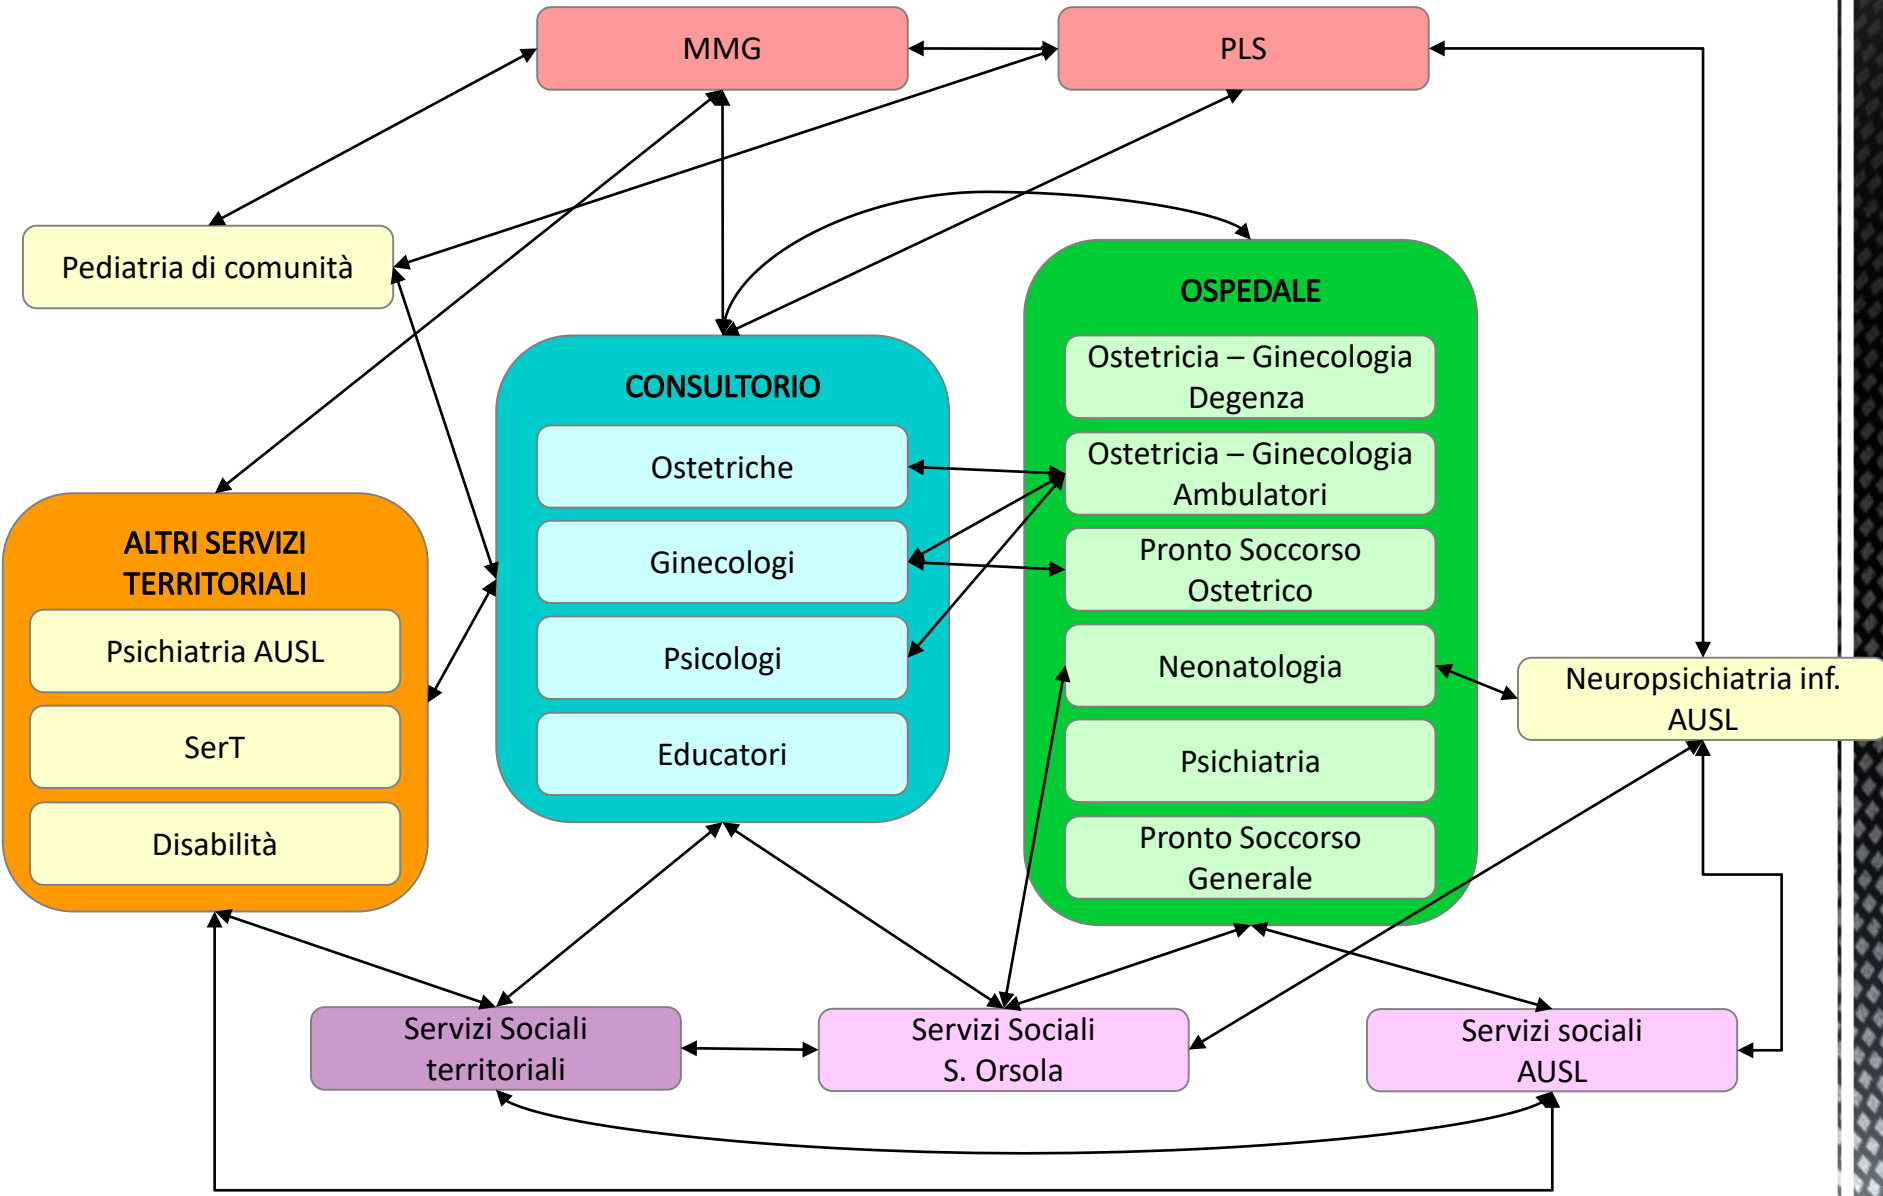 MMG
PLS
Pediatria di comunità
OSPEDALE
Ostetricia – Ginecologia
Degenza
Ostetricia – Ginecologia
Ambulatori
Pronto Soccorso
Ostetrico
Neonatologia
Psichiatria
Pronto Soccorso
Generale
CONSULTORIO
Ostetriche
Ginecologi
Psicologi
Educatori
ALTRI SERVIZI
TERRITORIALI
Psichiatria AUSL
SerT
Disabilità
Neuropsichiatria inf.
AUSL
Servizi Sociali
territoriali
Servizi Sociali
S. Orsola
Servizi sociali
AUSL